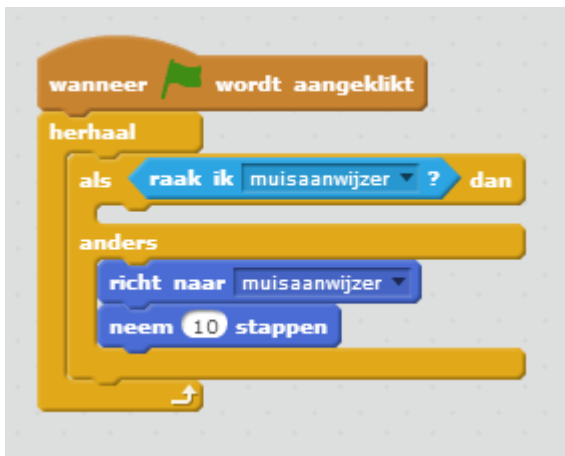 wanneer wordt aangeklikt
herhaal
als raak ik muisaanwijzer ? dan
anders
richt naar muisaanwijzer
neem 10 stappen